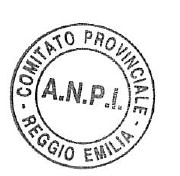 COMITATO PROVINCIALE
A.N.P.I.
- REGGIO EMILIA -